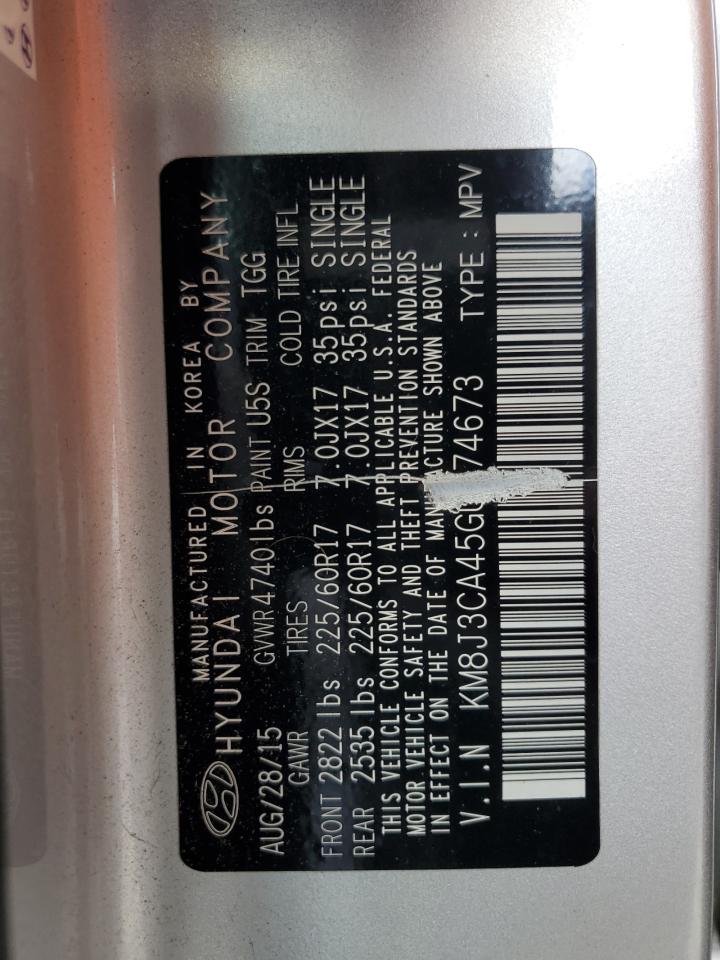 MANUFACTURED IN KOREA BY
HYUNDAI MOTOR COMPANY
AUG/28/15 GVWR 4740 lbs PAINT U5S TRIM TGG
GAWR TIRES RIMS COLD TIRE INFL
FRONT 2822 lbs 225/60R17 7.0JX17 35psi SINGLE
REAR 2535 lbs 225/60R17 7.0JX17 35psi SINGLE
THIS VEHICLE CONFORMS TO ALL APPLICABLE U.S.A. FEDERAL
MOTOR VEHICLE SAFETY AND THEFT PREVENTION STANDARDS
IN EFFECT ON THE DATE OF MANUFACTURE SHOWN ABOVE
V.I.N KM8J3CA45G 74673 TYPE : MPV